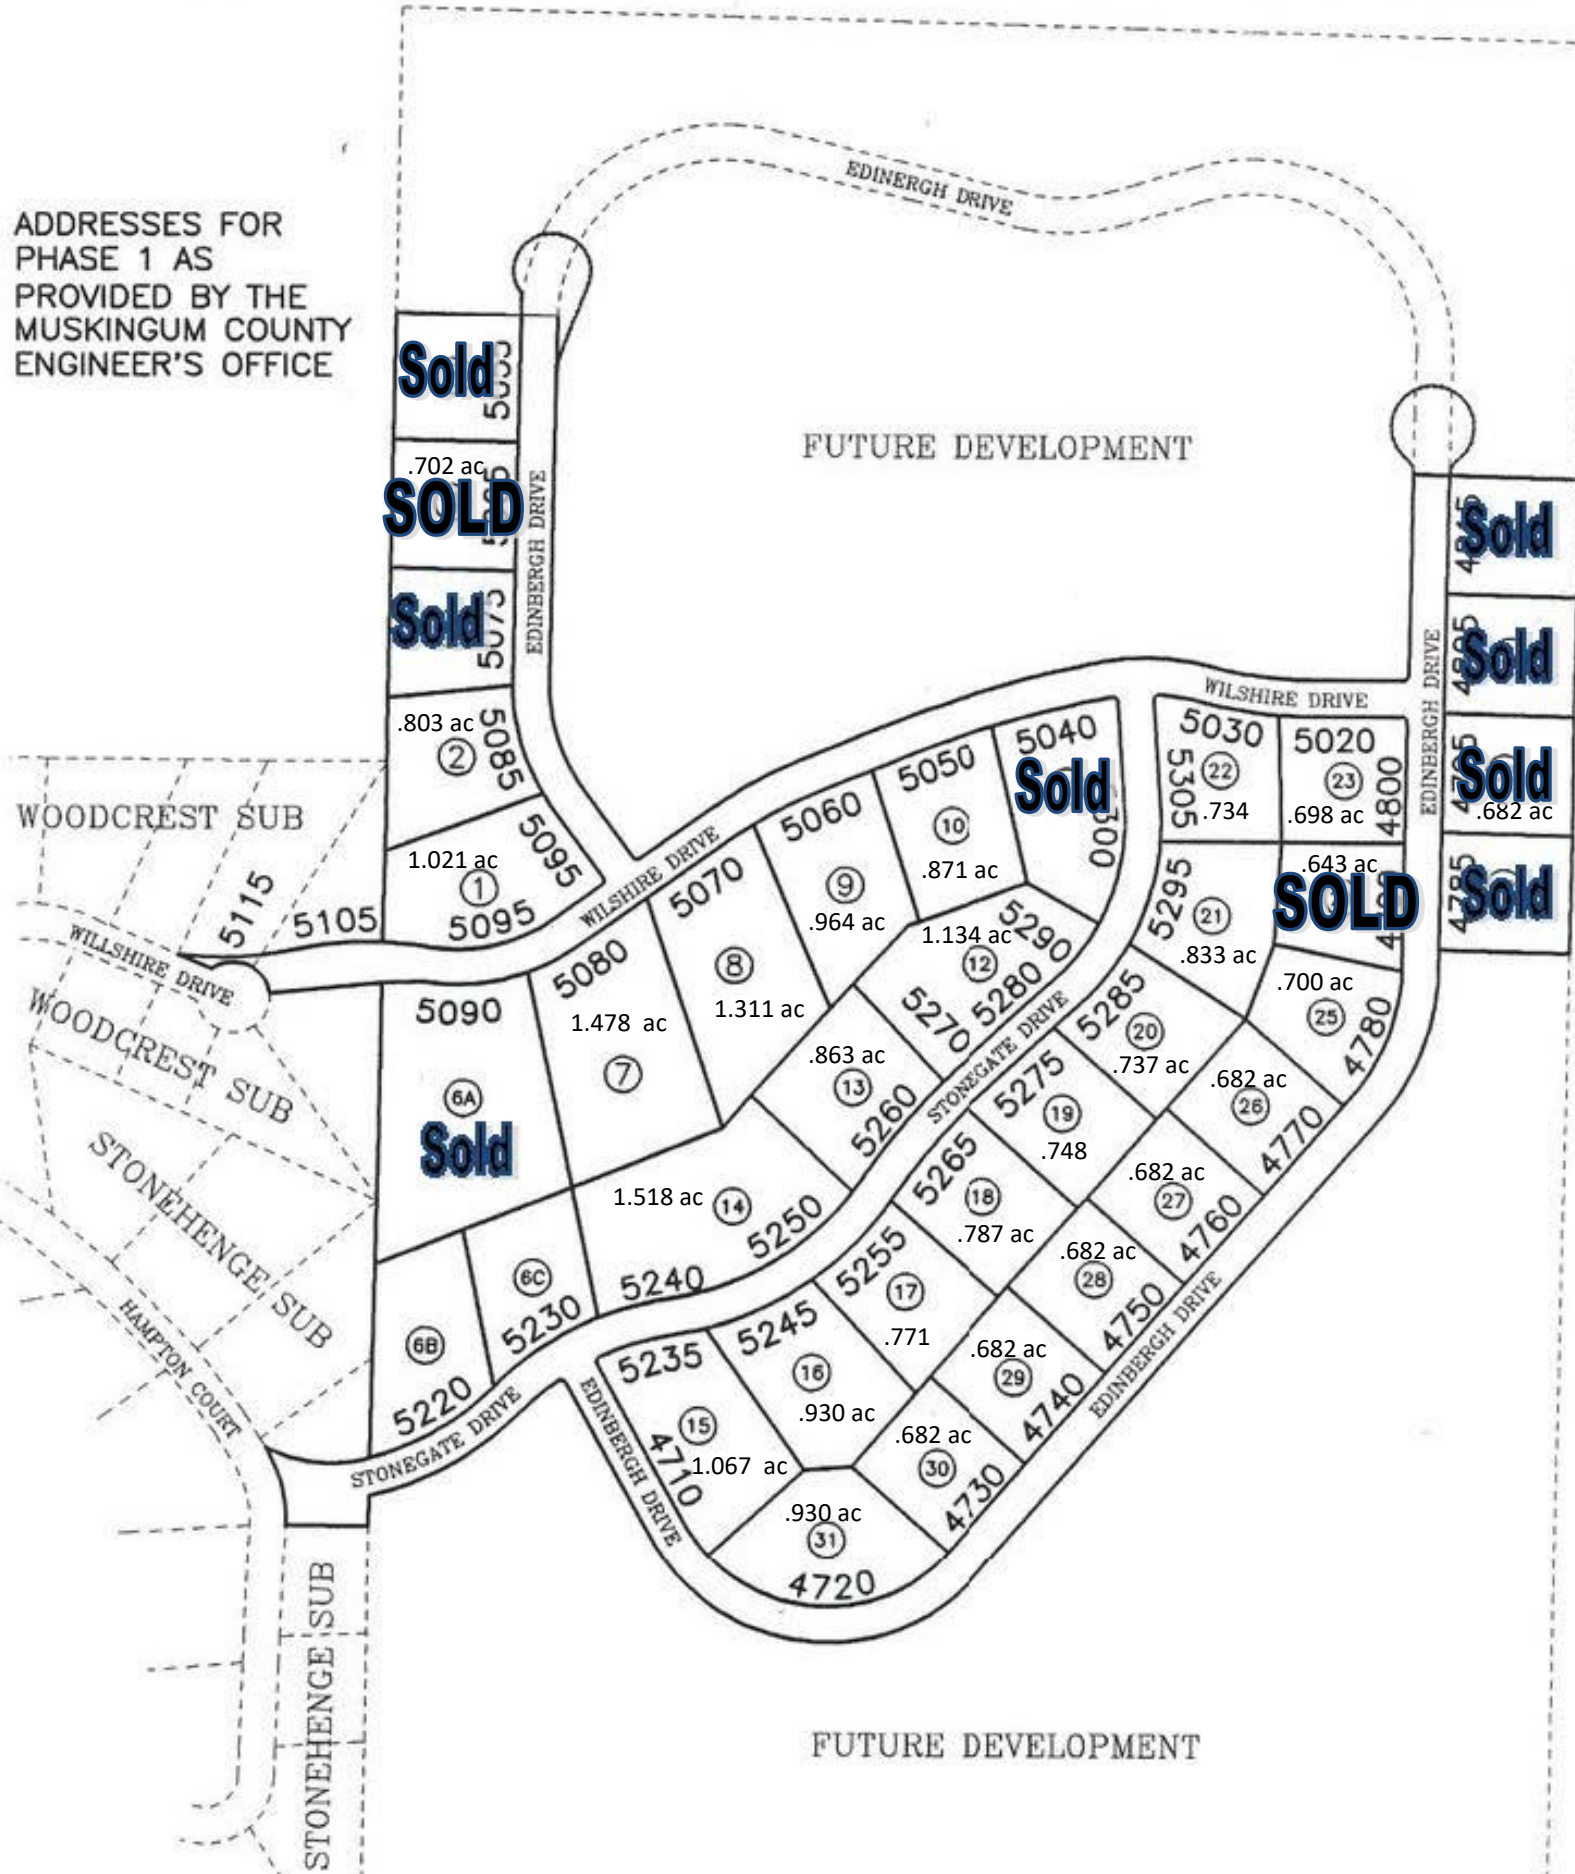 EDINERGH DRIVE
ADDRESSES FOR
PHASE 1 AS
PROVIDED BY THE
MUSKINGUM COUNTY
ENGINEER'S OFFICE
Sold
.702 ac
SOLD
EDINBERGH DRIVE
Sold
5075
FUTURE DEVELOPMENT
Sold
Sold
Sold
4795
.682 ac
Sold
4785
EDINBERGH DRIVE
WILSHIRE DRIVE
.803 ac
2
5085
1.021 ac
1
5095
5095
WOODCREST SUB
5115
5105
WILLSHIRE DRIVE
WOODCREST SUB
STONEHENGE SUB
HAMPTON COURT
WILSHIRE DRIVE
5040
Sold
5300
5030
22
5305
.734
5020
23
.698 ac
4800
5050
10
.871 ac
5060
9
.964 ac
5070
8
1.311 ac
5080
1.478 ac
7
5090
6A
Sold
5290
1.134 ac
12
5280
5270
.863 ac
13
5260
STONEGATE DRIVE
5295
21
.833 ac
.643 ac
SOLD
.700 ac
25
4780
5285
20
.737 ac
.682 ac
26
4770
5275
19
.748
.682 ac
27
4760
5265
18
.787 ac
.682 ac
28
4750
5255
17
.771
.682 ac
29
4740
EDINBERGH DRIVE
1.518 ac
14
5250
5240
6C
5230
6B
5220
STONEGATE DRIVE
5245
16
.930 ac
.682 ac
30
4730
5235
15
4710
1.067 ac
EDINBERGH DRIVE
.930 ac
31
4720
STONEHENGE SUB
FUTURE DEVELOPMENT